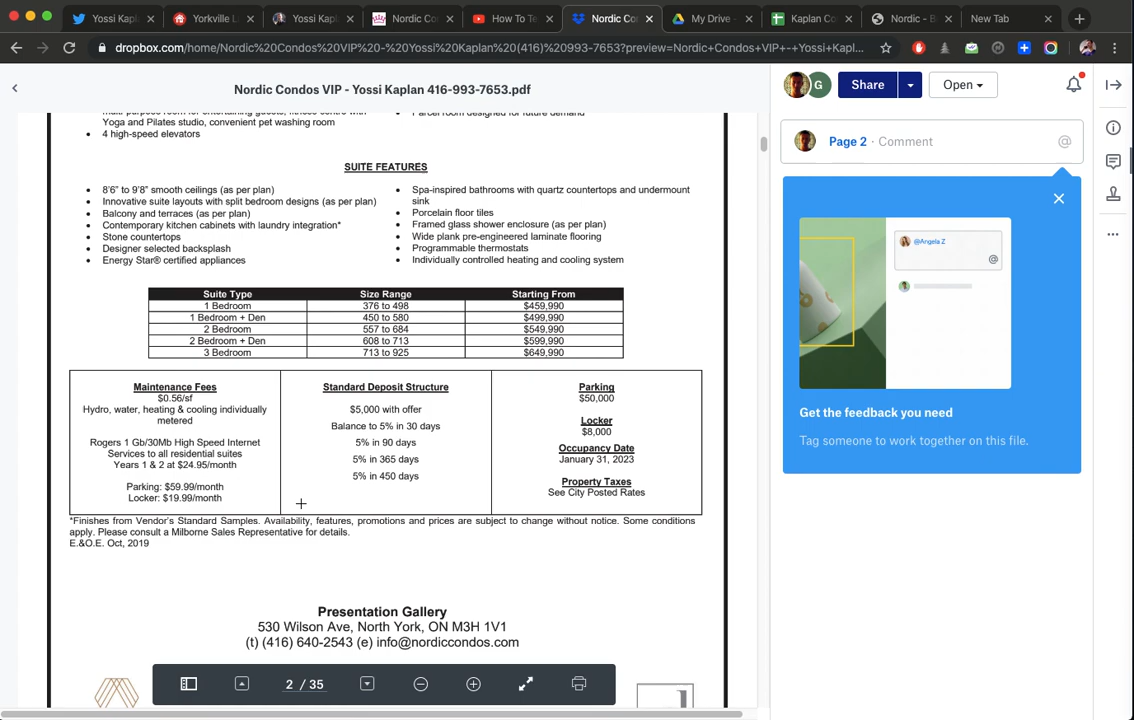 Yossi Kapl
Yorkville L
Yossi Kapl
Nordic Co
How To Te
Nordic Co
My Drive -
Kaplan Co
Nordic - B
New Tab
dropbox.com/home/Nordic%20Condos%20VIP%20-%20Yossi%20Kaplan%20(416)%20993-7653?preview=Nordic+Condos+VIP+-+Yossi+Kapl...
Nordic Condos VIP - Yossi Kaplan 416-993-7653.pdf
G
Share
Open
Yoga and Pilates studio, convenient pet washing room
4 high-speed elevators
Parcel room designed for future demand
SUITE FEATURES
8'6" to 9'8" smooth ceilings (as per plan)
Innovative suite layouts with split bedroom designs (as per plan)
Balcony and terraces (as per plan)
Contemporary kitchen cabinets with laundry integration*
Stone countertops
Designer selected backsplash
Energy Star® certified appliances
Spa-inspired bathrooms with quartz countertops and undermount
sink
Porcelain floor tiles
Framed glass shower enclosure (as per plan)
Wide plank pre-engineered laminate flooring
Programmable thermostats
Individually controlled heating and cooling system
Suite Type Size Range Starting From
1 Bedroom 376 to 498 $459,990
1 Bedroom + Den 450 to 580 $499,990
2 Bedroom 557 to 684 $549,990
2 Bedroom + Den 608 to 713 $599,990
3 Bedroom 713 to 925 $649,990
Maintenance Fees
$0.56/sf
Hydro, water, heating & cooling individually
metered
Rogers 1 Gb/30Mb High Speed Internet
Services to all residential suites
Years 1 & 2 at $24.95/month
Parking: $59.99/month
Locker: $19.99/month
Standard Deposit Structure
$5,000 with offer
Balance to 5% in 30 days
5% in 90 days
5% in 365 days
5% in 450 days
Parking
$50,000
Locker
$8,000
Occupancy Date
January 31, 2023
Property Taxes
See City Posted Rates
*Finishes from Vendor's Standard Samples. Availability, features, promotions and prices are subject to change without notice. Some conditions
apply. Please consult a Milborne Sales Representative for details.
E.&O.E. Oct, 2019
Presentation Gallery
530 Wilson Ave, North York, ON M3H 1V1
(t) (416) 640-2543 (e) info@nordiccondos.com
2 / 35
Page 2 · Comment
@
@Angela Z
@
Get the feedback you need
Tag someone to work together on this file.